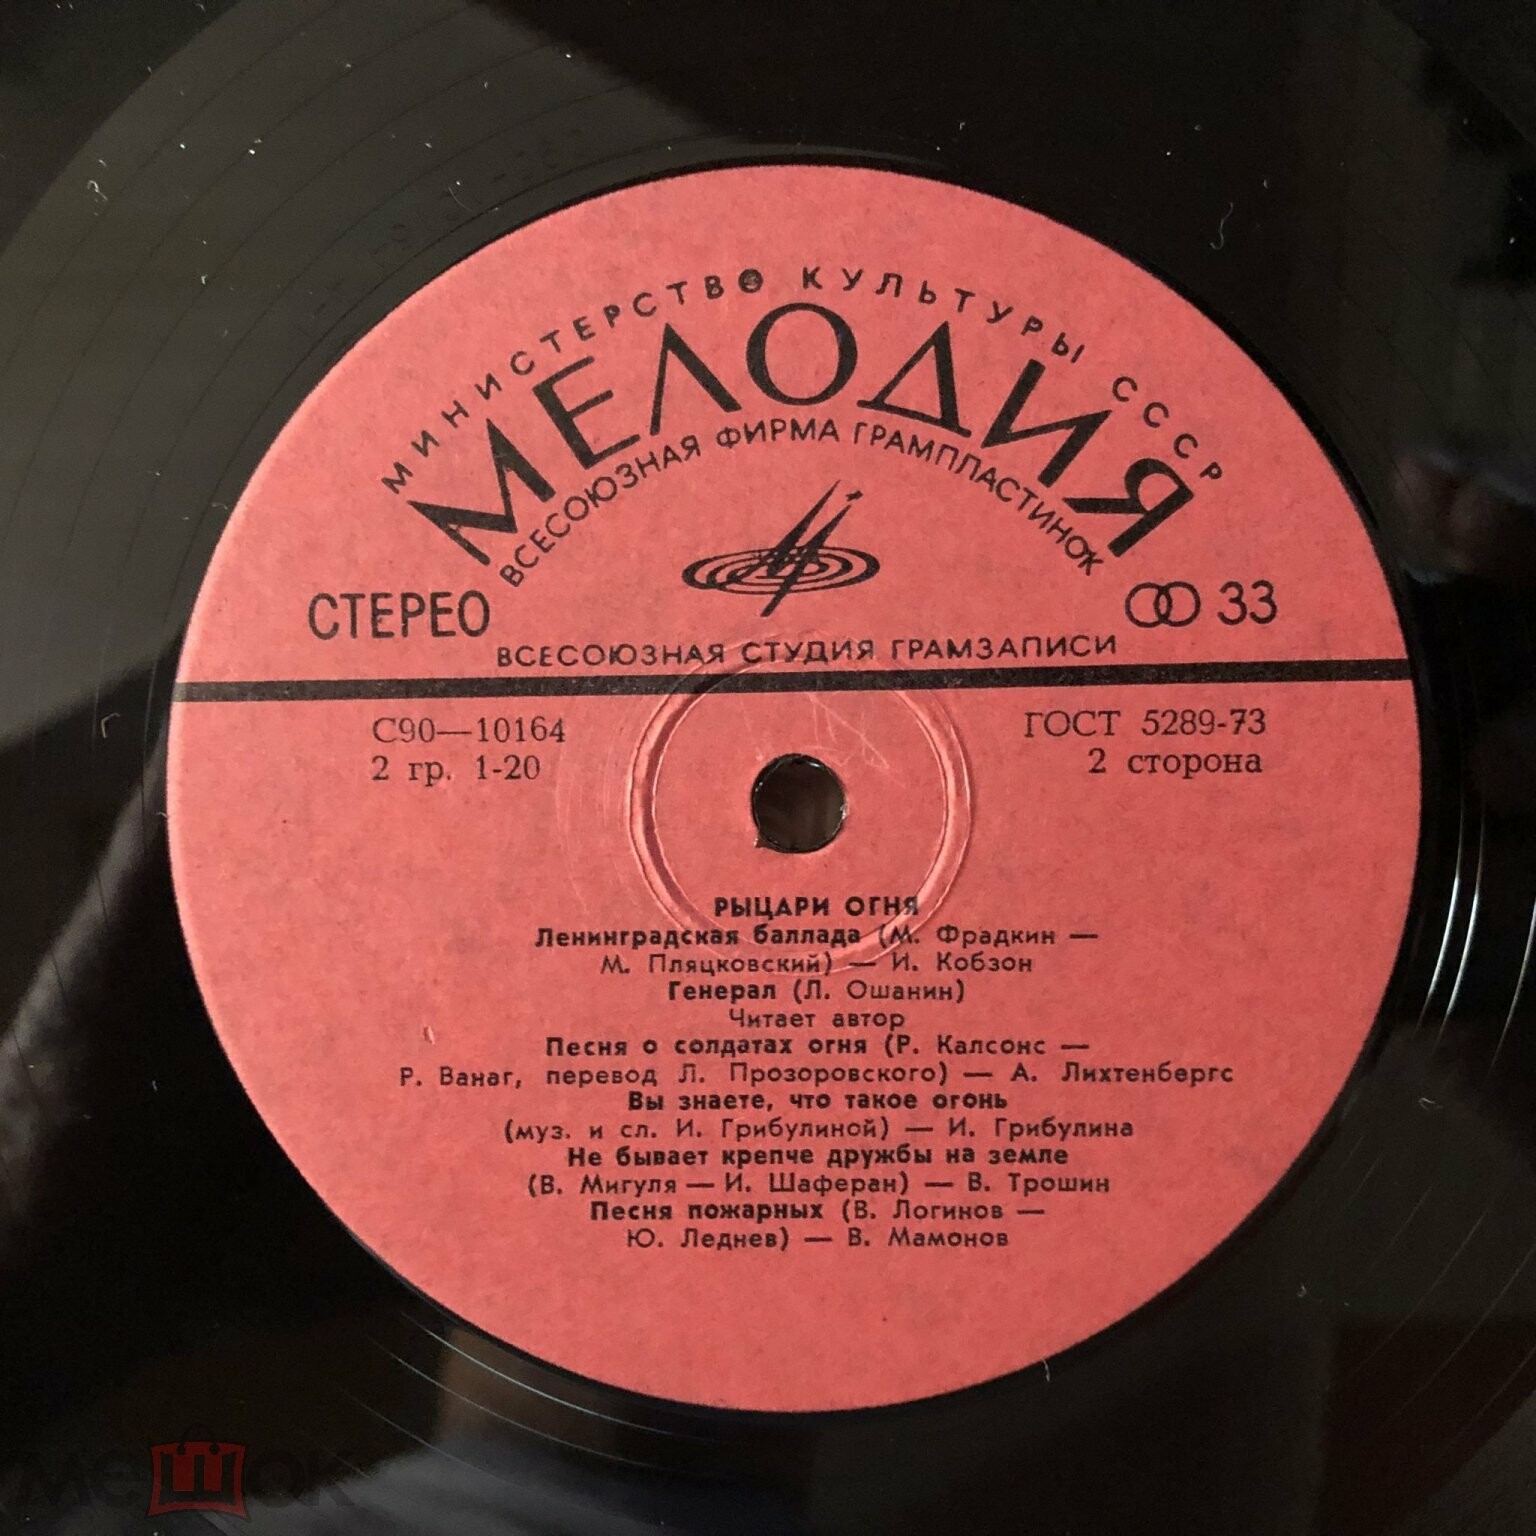 МИНИСТЕРСТВО КУЛЬТУРЫ СССР
МЕЛОДИЯ
ВСЕСОЮЗНАЯ ФИРМА ГРАМПЛАСТИНОК
СТЕРЕО
33
ВСЕСОЮЗНАЯ СТУДИЯ ГРАМЗАПИСИ
С90—10164
ГОСТ 5289-73
2 гр. 1-20
2 сторона
РЫЦАРИ ОГНЯ
Ленинградская баллада (М. Фрадкин —
М. Пляцковский) — И. Кобзон
Генерал (Л. Ошанин)
Читает автор
Песня о солдатах огня (Р. Калсонс —
Р. Ванаг, перевод Л. Прозоровского) — А. Лихтенбергс
Вы знаете, что такое огонь
(муз. и сл. И. Грибулиной) — И. Грибулина
Не бывает крепче дружбы на земле
(В. Мигуля — И. Шаферан) — В. Трошин
Песня пожарных (В. Логинов —
Ю. Леднев) — В. Мамонов
мешок